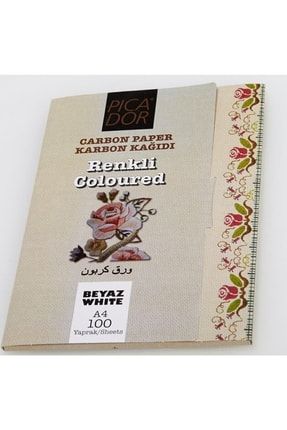 PICA
DOR
CARBON PAPER
KARBON KAĞIDI
Renkli
Coloured
ورق كربون
BEYAZ
WHITE
A4
100
Yaprak/Sheets